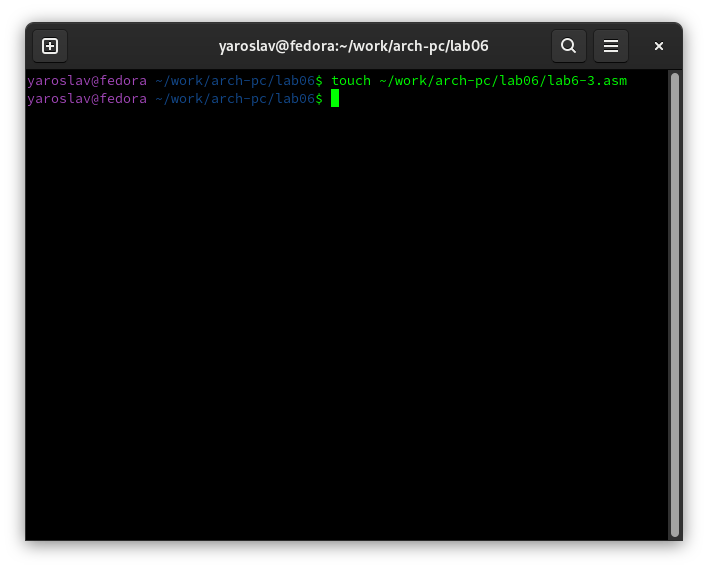 yaroslav@fedora:~/work/arch-pc/lab06
yaroslav@fedora ~/work/arch-pc/lab06$ touch ~/work/arch-pc/lab06/lab6-3.asm
yaroslav@fedora ~/work/arch-pc/lab06$